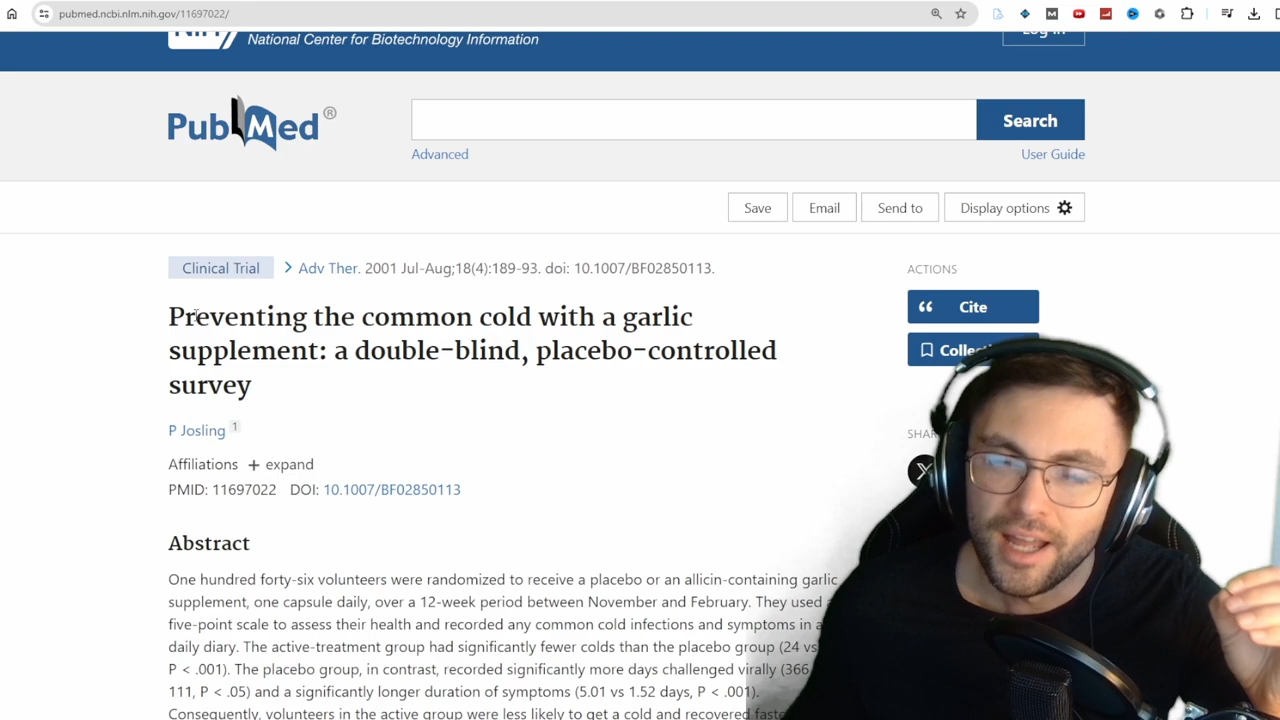 pubmed.ncbi.nlm.nih.gov/11697022/
National Center for Biotechnology Information
Log in
PubMed®
Search
Advanced
User Guide
Save
Email
Send to
Display options
Clinical Trial
Adv Ther. 2001 Jul-Aug;18(4):189-93. doi: 10.1007/BF02850113.
Preventing the common cold with a garlic
supplement: a double-blind, placebo-controlled
survey
P Josling 1
Affiliations + expand
PMID: 11697022 DOI: 10.1007/BF02850113
Abstract
One hundred forty-six volunteers were randomized to receive a placebo or an allicin-containing garlic
supplement, one capsule daily, over a 12-week period between November and February. They used a
five-point scale to assess their health and recorded any common cold infections and symptoms in a
daily diary. The active-treatment group had significantly fewer colds than the placebo group (24 vs
P < .001). The placebo group, in contrast, recorded significantly more days challenged virally (366
111, P < .05) and a significantly longer duration of symptoms (5.01 vs 1.52 days, P < .001).
Consequently, volunteers in the active group were less likely to get a cold and recovered faste
ACTIONS
Cite
Collec
SHAR